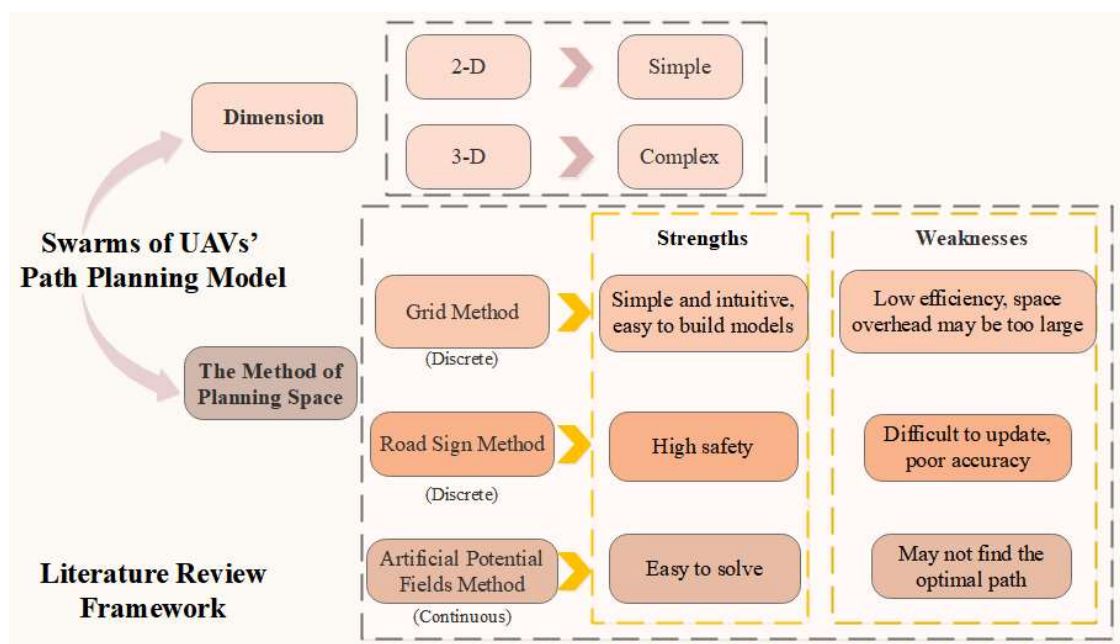 2-D
Simple
Dimension
3-D
Complex
Swarms of UAVs’
Path Planning Model
Strengths
Weaknesses
Grid Method
(Discrete)
Simple and intuitive,
easy to build models
Low efficiency, space
overhead may be too large
The Method of
Planning Space
Road Sign Method
(Discrete)
High safety
Difficult to update,
poor accuracy
Artificial Potential
Fields Method
(Continuous)
Easy to solve
May not find the
optimal path
Literature Review
Framework